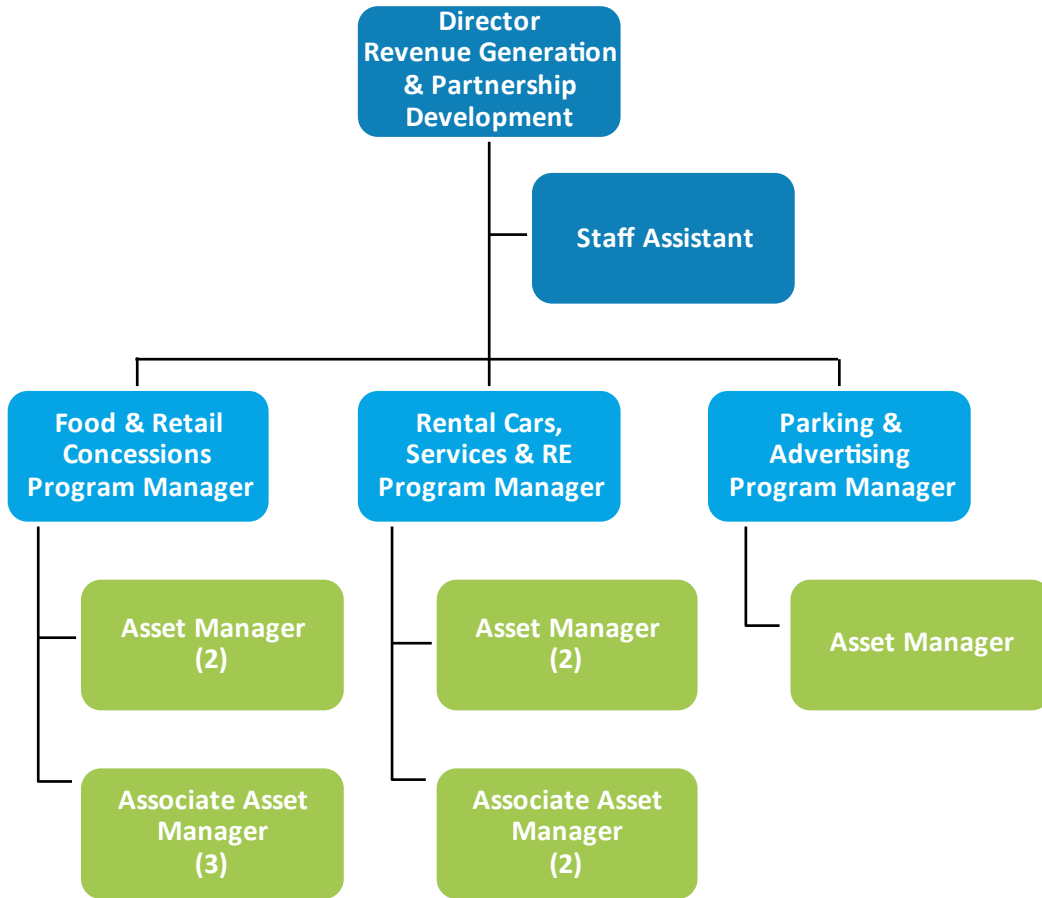 Director
Revenue Generation
& Partnership
Development
Staff Assistant
Food & Retail
Concessions
Program Manager
Rental Cars,
Services & RE
Program Manager
Parking &
Advertising
Program Manager
Asset Manager
(2)
Asset Manager
(2)
Asset Manager
Associate Asset
Manager
(3)
Associate Asset
Manager
(2)